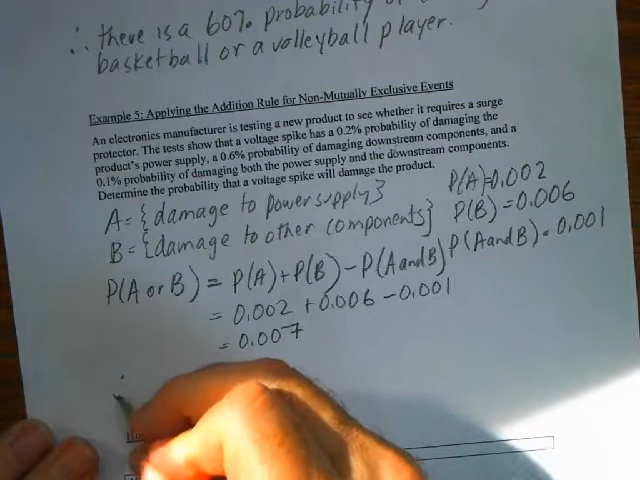 ∴ there is a 60% probability of
basketball or a volleyball player.
Example 5: Applying the Addition Rule for Non-Mutually Exclusive Events
An electronics manufacturer is testing a new product to see whether it requires a surge
protector. The tests show that a voltage spike has a 0.2% probability of damaging the
product's power supply, a 0.6% probability of damaging downstream components, and a
0.1% probability of damaging both the power supply and the downstream components.
Determine the probability that a voltage spike will damage the product.
A = {damage to power supply} P(A)=0.002
B = {damage to other components} P(B) = 0.006
P(A or B) = P(A) + P(B) - P(A and B) P(A and B) = 0.001
= 0.002 + 0.006 - 0.001
= 0.007